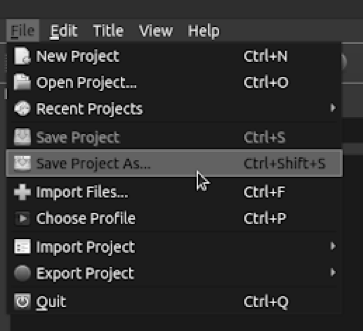 File Edit Title View Help
New Project Ctrl+N
Open Project... Ctrl+O
Recent Projects
Save Project Ctrl+S
Save Project As... Ctrl+Shift+S
Import Files... Ctrl+F
Choose Profile Ctrl+P
Import Project
Export Project
Quit Ctrl+Q